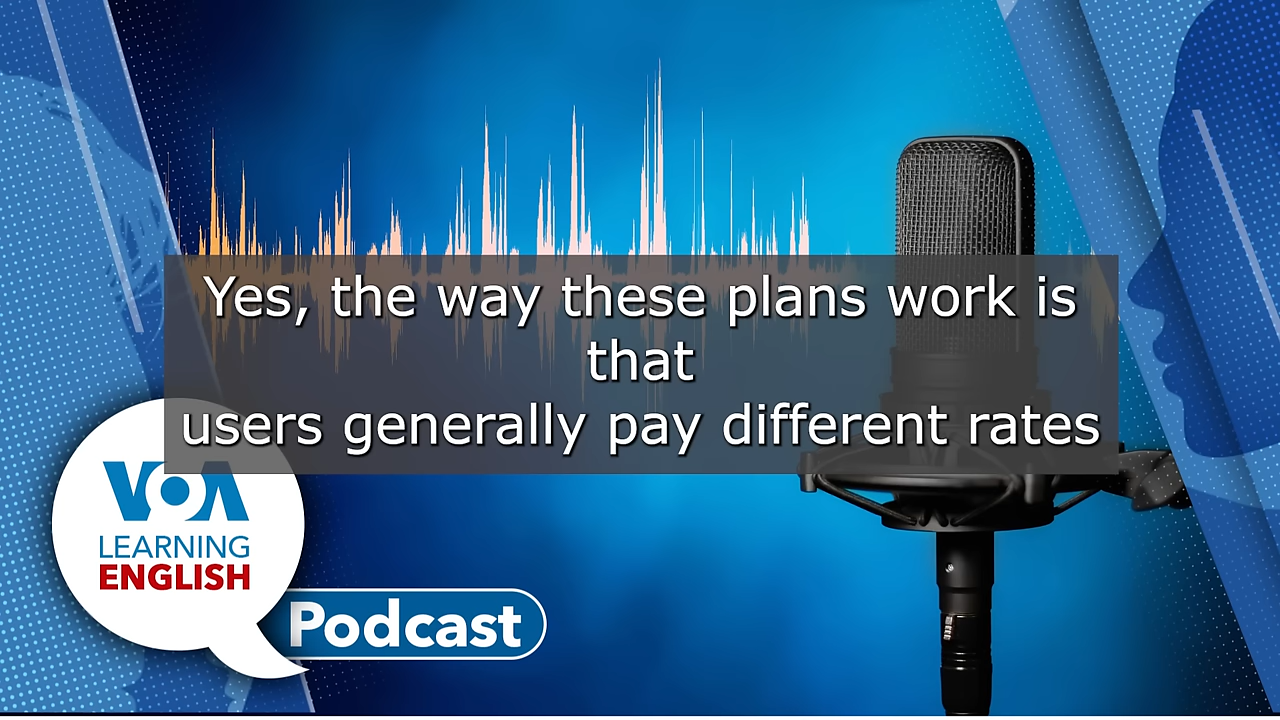 Yes, the way these plans work is
that
users generally pay different rates
VOA
LEARNING
ENGLISH
Podcast